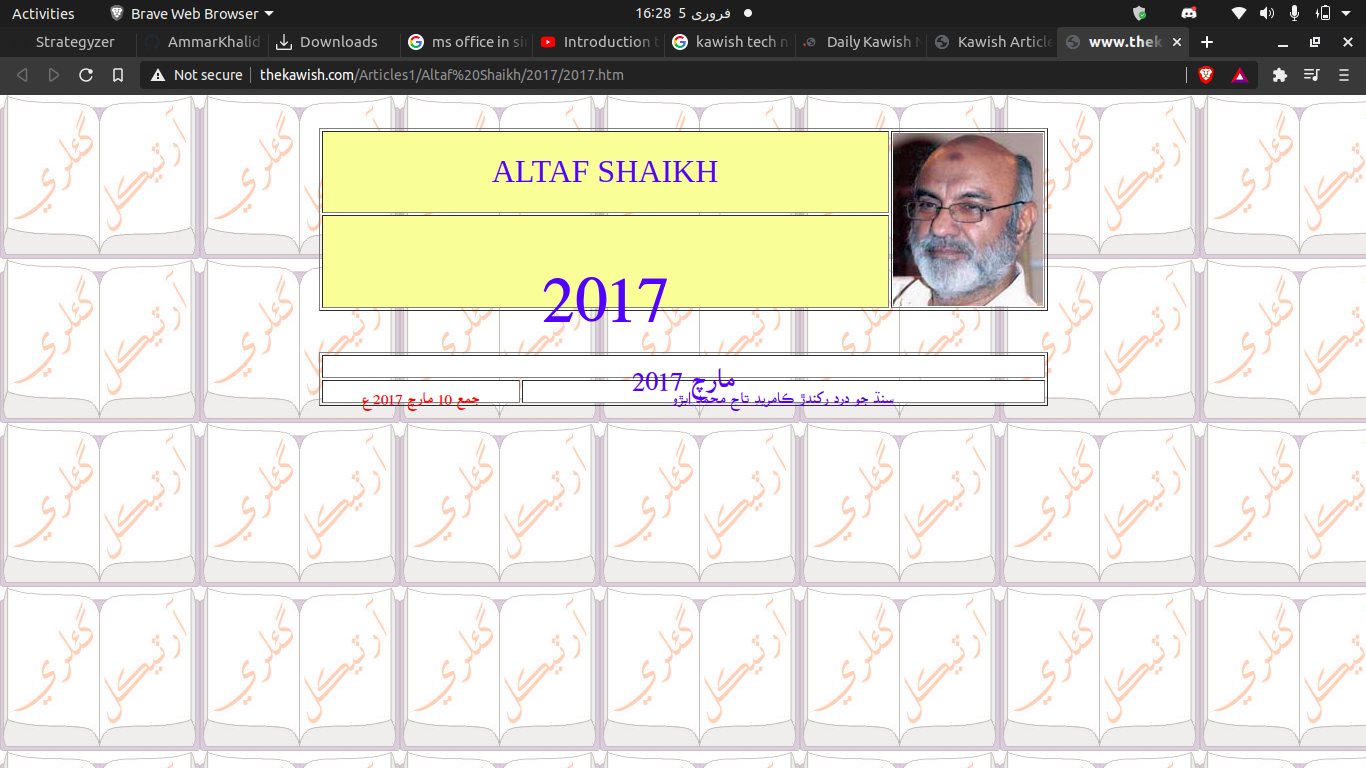 Activities Brave Web Browser 16:28 5 فروری
Strategyzer AmmarKhalid Downloads ms office in sin Introduction t kawish tech n Daily Kawish N Kawish Article www.thek
Not secure thekawish.com/Articles1/Altaf%20Shaikh/2017/2017.htm
ALTAF SHAIKH
2017
مارچ 2017
سنڌ جو درد رکندڙ ڪامريڊ تاج محمد ابڙو
جمع 10 مارچ 2017 ع
آرٽيڪل گئلري